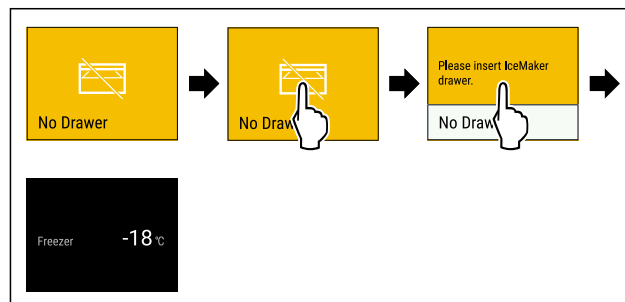 No Drawer
No Draw
Please insert IceMaker
drawer.
No Draw
Freezer -18 °C